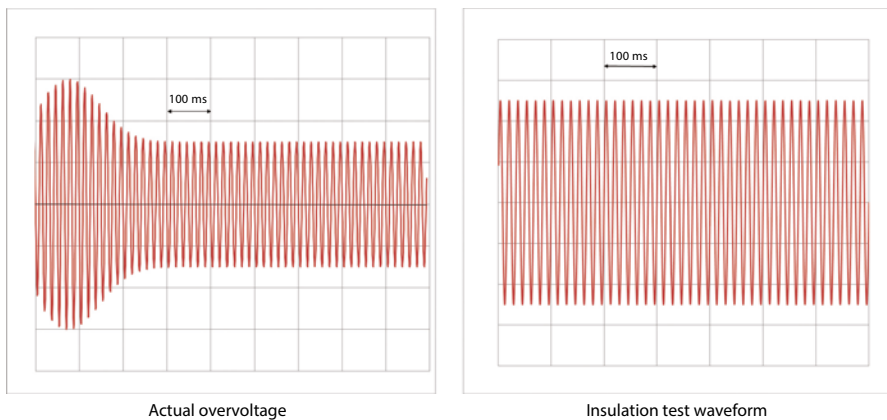 100 ms
100 ms
Actual overvoltage
Insulation test waveform